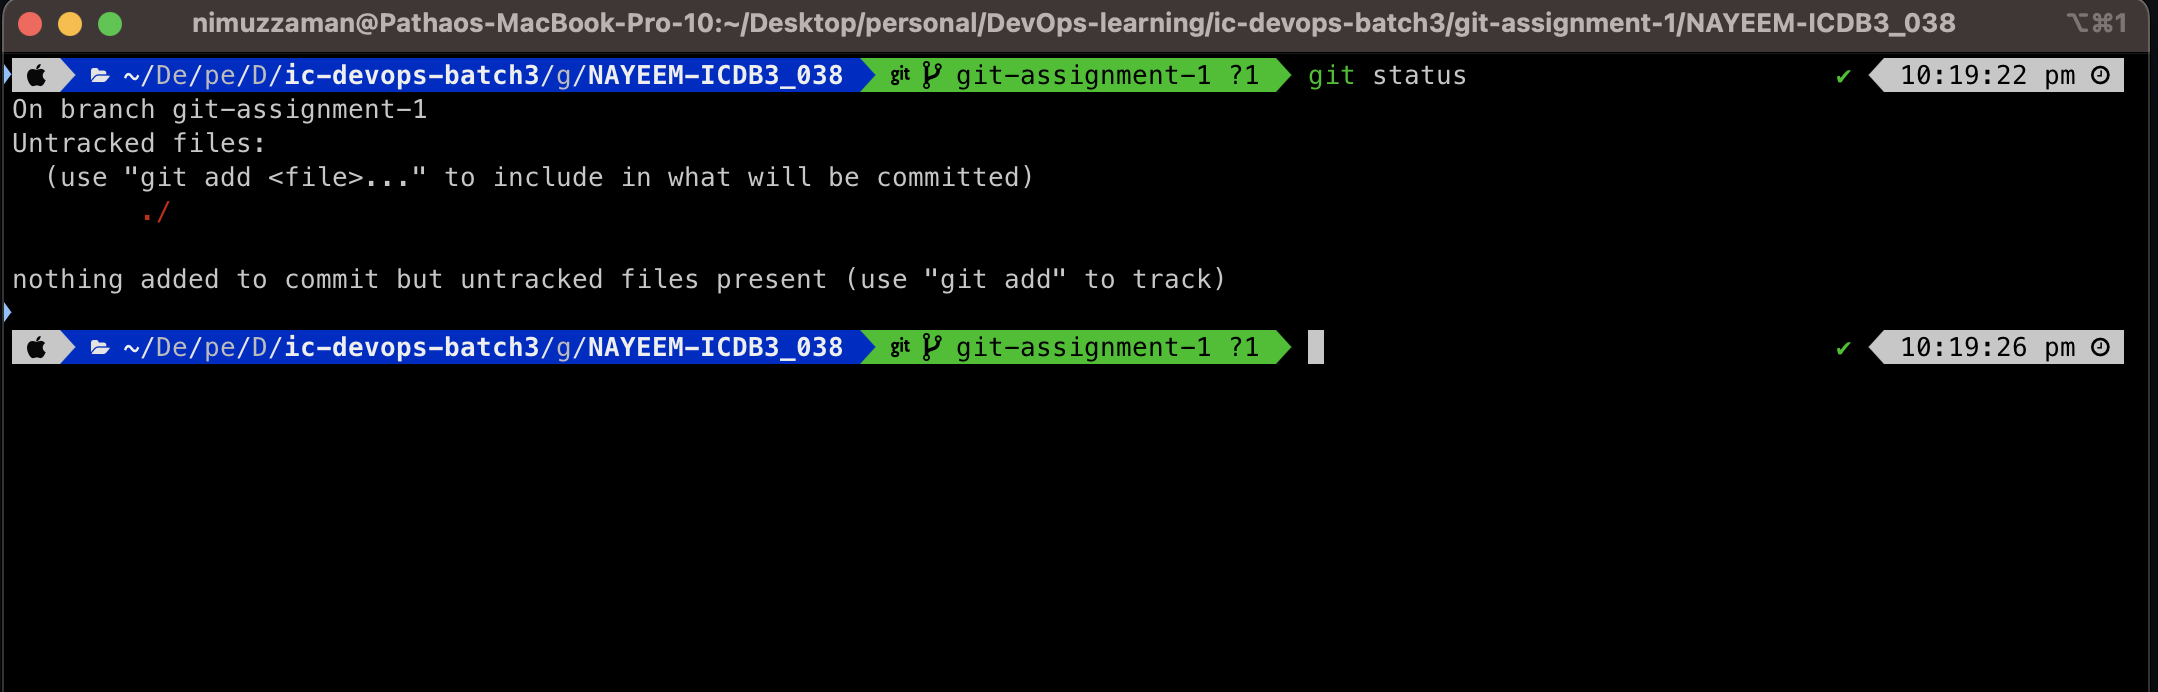 nimuzzaman@Pathaos-MacBook-Pro-10:~/Desktop/personal/DevOps-learning/ic-devops-batch3/git-assignment-1/NAYEEM-ICDB3_038 ⌥⌘1
~/De/pe/D/ic-devops-batch3/g/NAYEEM-ICDB3_038 git git-assignment-1 ?1 git status ✔ 10:19:22 pm
On branch git-assignment-1
Untracked files:
  (use "git add <file>..." to include in what will be committed)
        ./
nothing added to commit but untracked files present (use "git add" to track)
~/De/pe/D/ic-devops-batch3/g/NAYEEM-ICDB3_038 git git-assignment-1 ?1 ✔ 10:19:26 pm